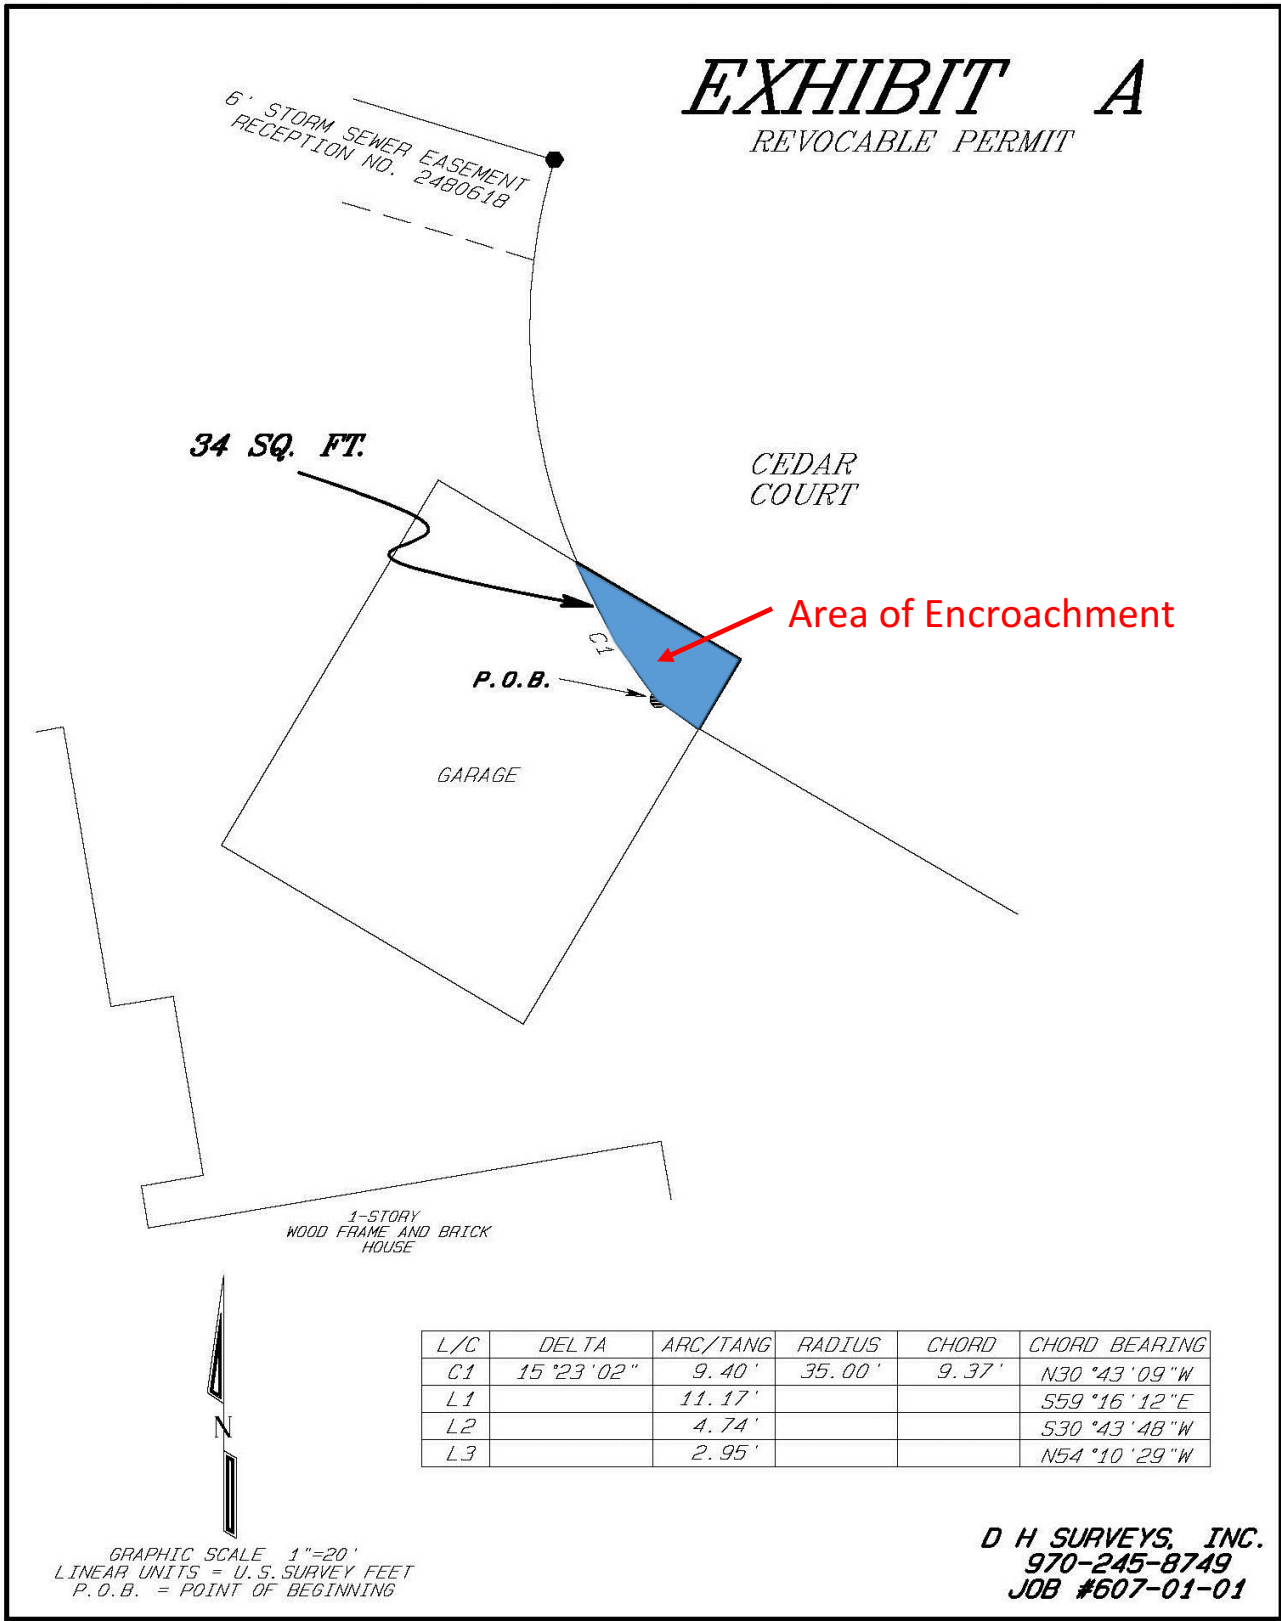 EXHIBIT A
REVOCABLE PERMIT
6' STORM SEWER EASEMENT
RECEPTION NO. 2480618
34 SQ. FT.
CEDAR
COURT
Area of Encroachment
C1
P.O.B.
GARAGE
1-STORY
WOOD FRAME AND BRICK
HOUSE
L/C DELTA ARC/TANG RADIUS CHORD CHORD BEARING
C1 15°23'02" 9.40' 35.00' 9.37' N30°43'09"W
L1 11.17' S59°16'12"E
L2 4.74' S30°43'48"W
L3 2.95' N54°10'29"W
N
GRAPHIC SCALE 1"=20'
LINEAR UNITS = U.S. SURVEY FEET
P.O.B. = POINT OF BEGINNING
D H SURVEYS, INC.
970-245-8749
JOB #607-01-01